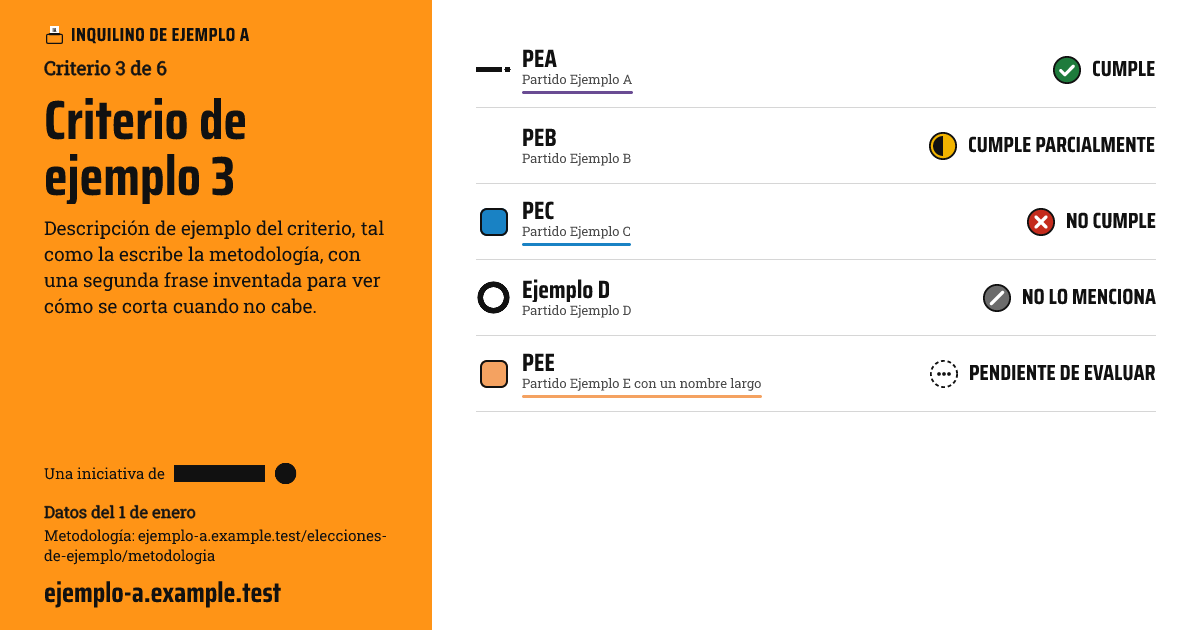 INQUILINO DE EJEMPLO A
Criterio 3 de 6
Criterio de
ejemplo 3
Descripción de ejemplo del criterio, tal
como la escribe la metodología, con
una segunda frase inventada para ver
cómo se corta cuando no cabe.
Una iniciativa de
Datos del 1 de enero
Metodología: ejemplo-a.example.test/elecciones-
de-ejemplo/metodologia
ejemplo-a.example.test
PEA
Partido Ejemplo A
CUMPLE
PEB
Partido Ejemplo B
CUMPLE PARCIALMENTE
PEC
Partido Ejemplo C
NO CUMPLE
Ejemplo D
Partido Ejemplo D
NO LO MENCIONA
PEE
Partido Ejemplo E con un nombre largo
PENDIENTE DE EVALUAR